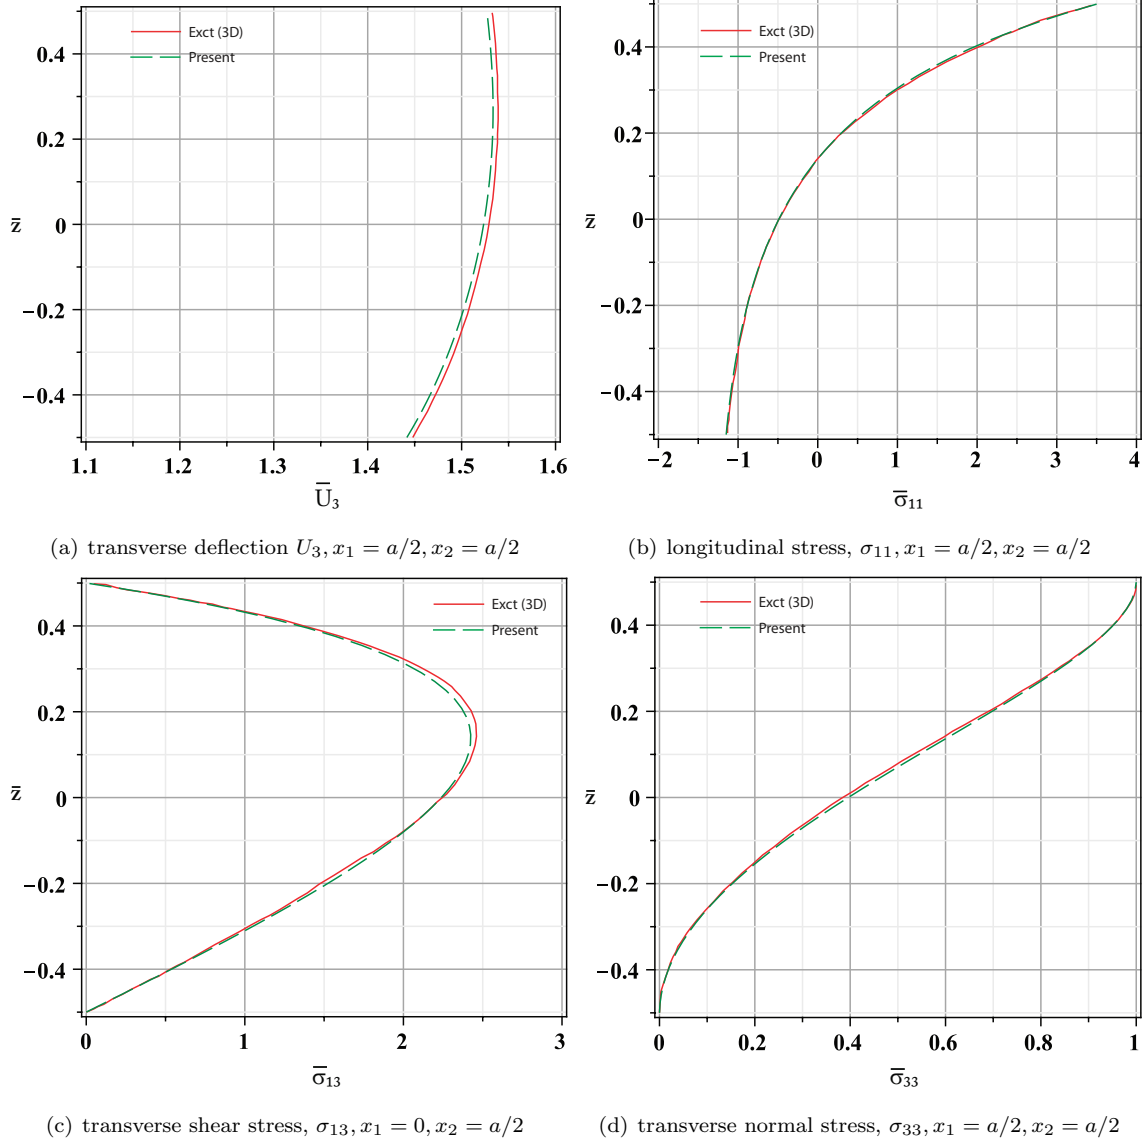 Exct (3D)
Present
0.4
0.2
0
−0.2
−0.4
z̄
1.1 1.2 1.3 1.4 1.5 1.6
U̅₃
(a) transverse deflection U₃, x₁ = a/2, x₂ = a/2
Exct (3D)
Present
0.4
0.2
0
−0.2
−0.4
z̄
−2 −1 0 1 2 3 4
σ̅₁₁
(b) longitudinal stress, σ₁₁, x₁ = a/2, x₂ = a/2
Exct (3D)
Present
0.4
0.2
0
−0.2
−0.4
z̄
0 1 2 3
σ̅₁₃
(c) transverse shear stress, σ₁₃, x₁ = 0, x₂ = a/2
Exct (3D)
Present
0.4
0.2
0
−0.2
−0.4
z̄
0 0.2 0.4 0.6 0.8 1
σ̅₃₃
(d) transverse normal stress, σ₃₃, x₁ = a/2, x₂ = a/2